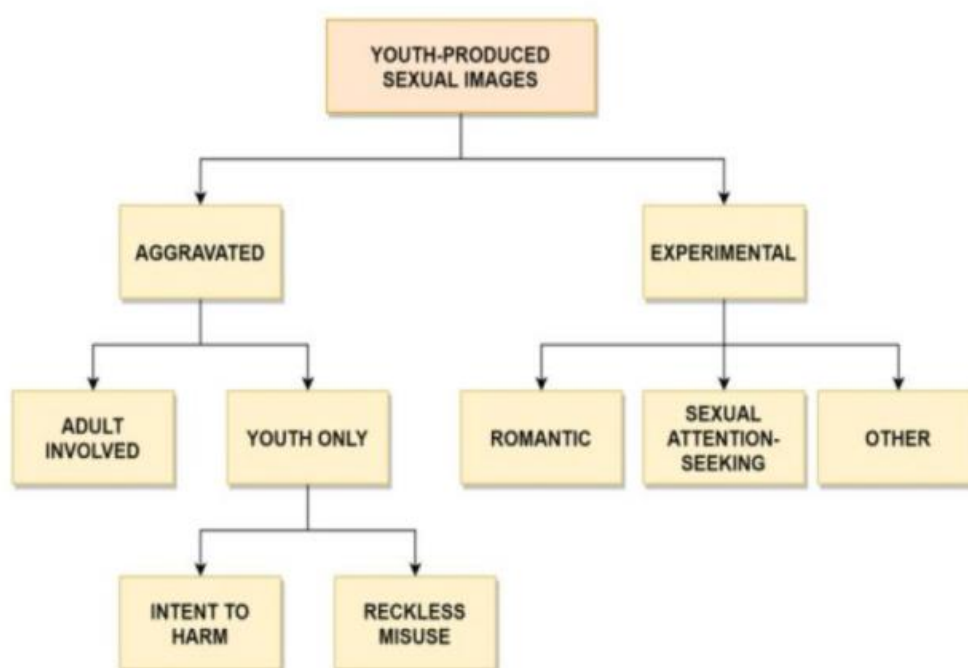 YOUTH-PRODUCED
SEXUAL IMAGES
AGGRAVATED
EXPERIMENTAL
ADULT
INVOLVED
YOUTH ONLY
ROMANTIC
SEXUAL
ATTENTION-
SEEKING
OTHER
INTENT TO
HARM
RECKLESS
MISUSE